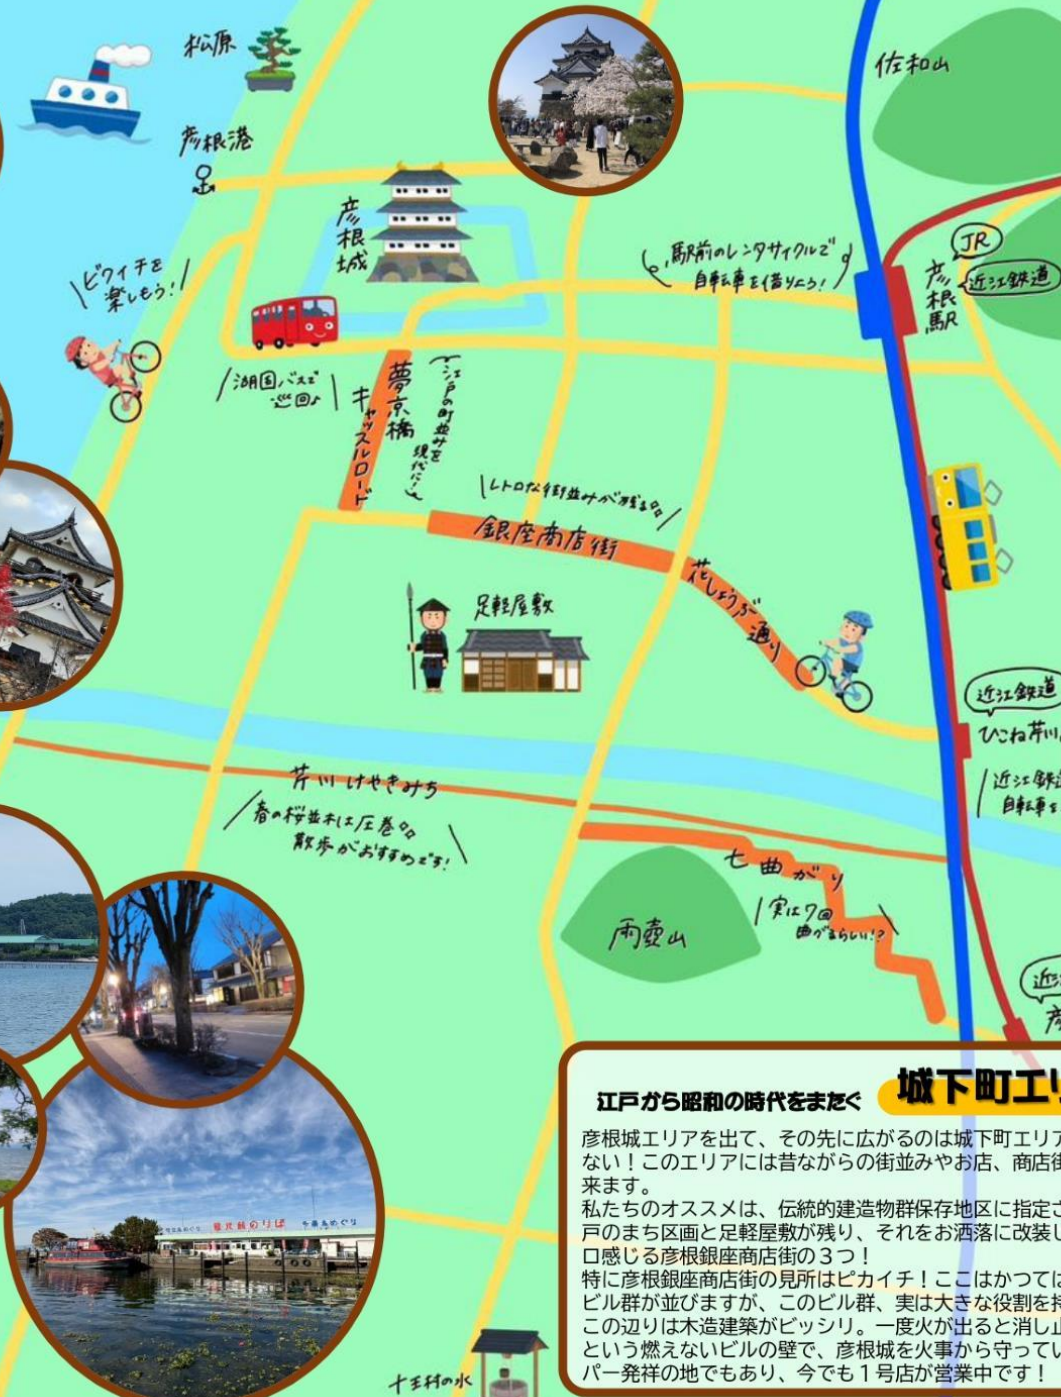 松原
佐和山
彦根港
彦根城
ビワイチを
楽しもう!
駅前のレンタサイクルで
自転車を借りよう!
JR
近江鉄道
彦根駅
湖国バスで
巡回♪
夢京橋
キャッスルロード
江戸の町並みを
現代に!
レトロな街並みが残る
銀座商店街
花しょうぶ通り
足軽屋敷
近江鉄道
ひこね芹川
近江鉄道
自転車を
芹川けやきみち
春の桜並木は圧巻
散歩がおすすめです!
七曲がり
実は7回
曲がるらしい!?
雨壺山
十王村の水
江戸から昭和の時代をまたぐ
城下町エリ
彦根城エリアを出て、その先に広がるのは城下町エリア
ない!このエリアには昔ながらの街並みやお店、商店街
来ます。
私たちのオススメは、伝統的建造物群保存地区に指定さ
戸のまち区画と足軽屋敷が残り、それをお洒落に改装し
ロ感じる彦根銀座商店街の3つ!
特に彦根銀座商店街の見所はピカイチ!ここはかつては
ビル群が並びますが、このビル群、実は大きな役割を持
この辺りは木造建築がビッシリ。一度火が出ると消し止
という燃えないビルの壁で、彦根城を火事から守ってい
パー発祥の地でもあり、今でも1号店が営業中です!